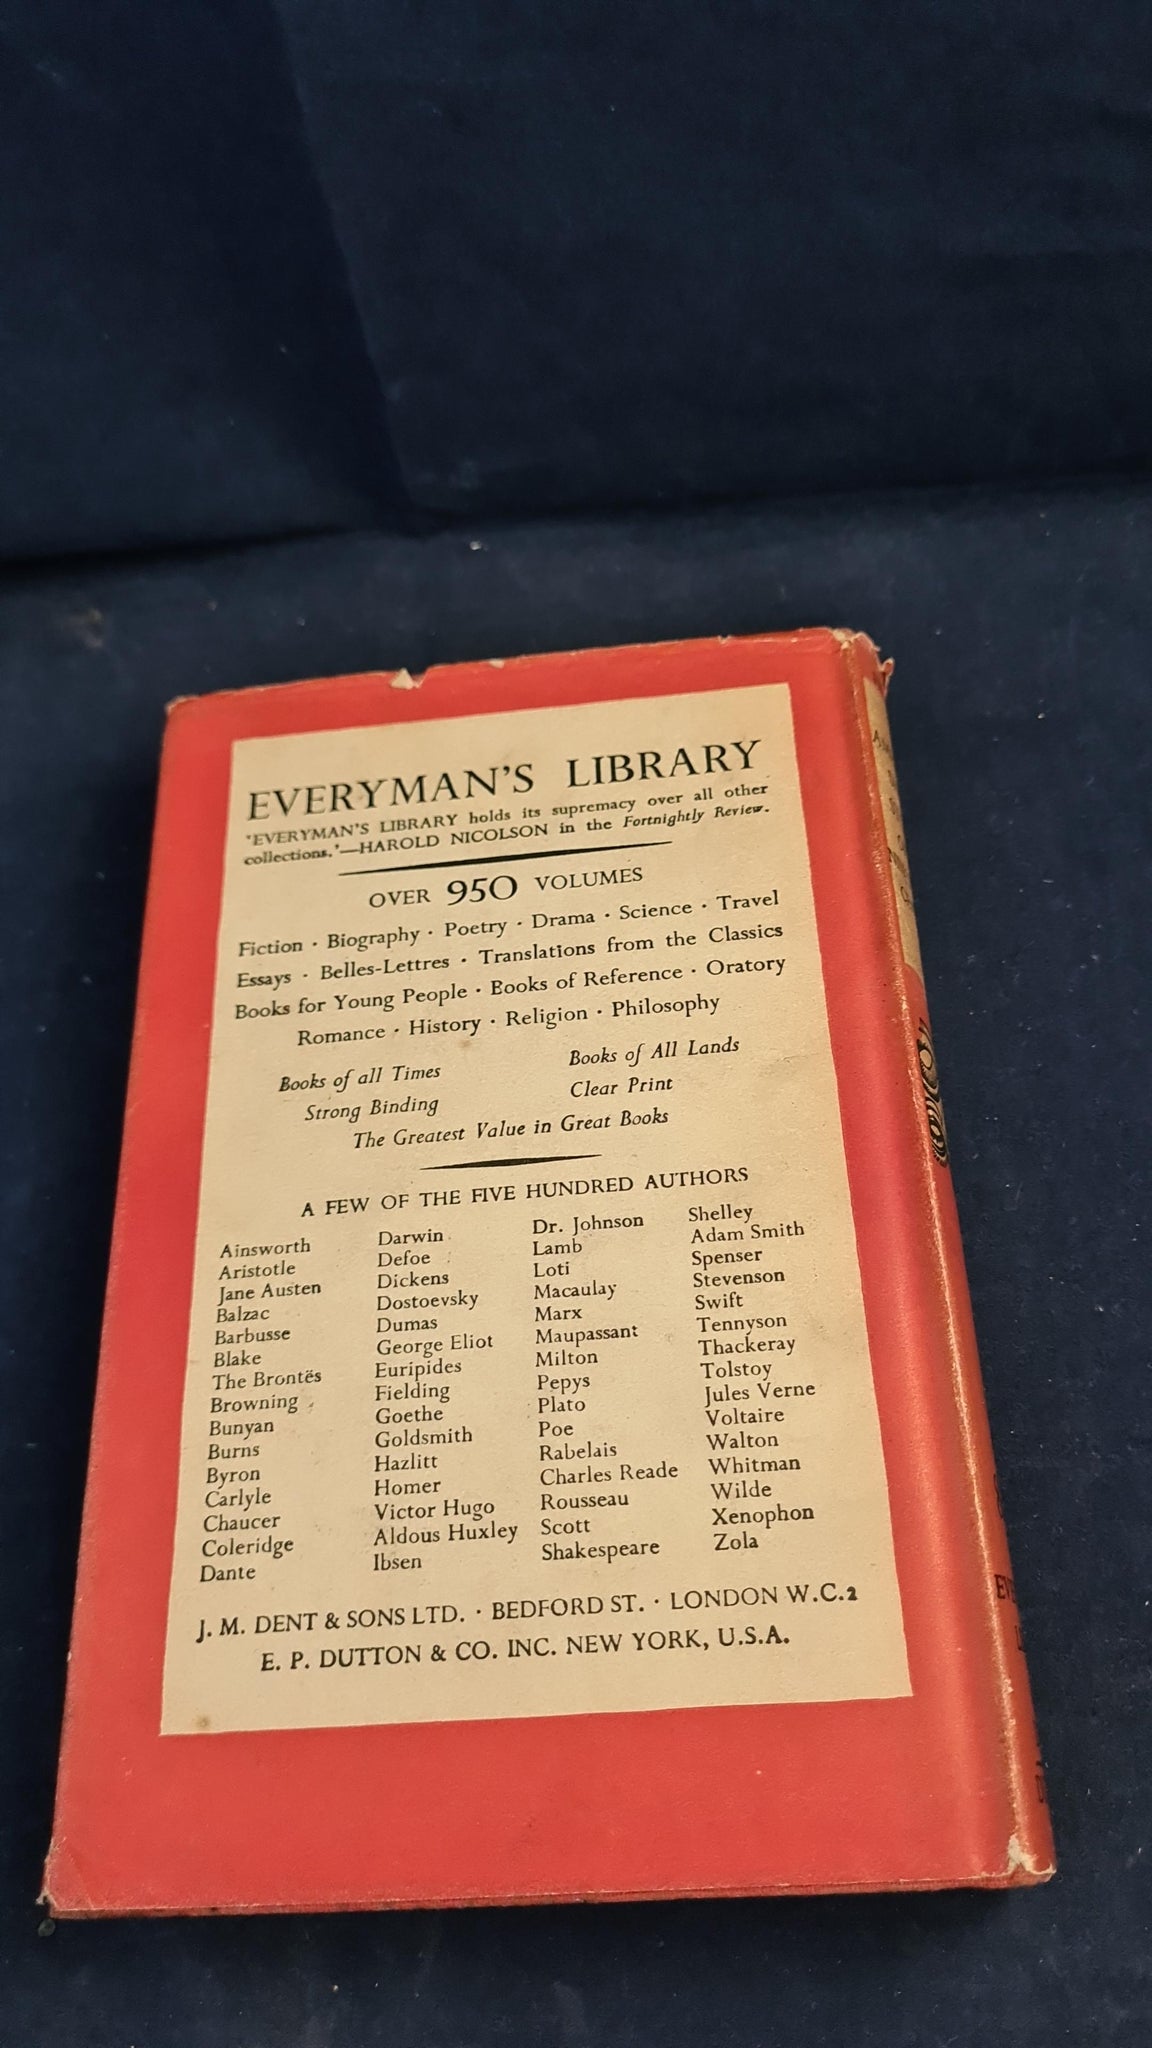 EVERYMAN'S LIBRARY
'EVERYMAN'S LIBRARY holds its supremacy over all other
collections.'—HAROLD NICOLSON in the Fortnightly Review.
OVER 950 VOLUMES
Fiction · Biography · Poetry · Drama · Science · Travel
Essays · Belles-Lettres · Translations from the Classics
Books for Young People · Books of Reference · Oratory
Romance · History · Religion · Philosophy
Books of all Times
Books of All Lands
Strong Binding
Clear Print
The Greatest Value in Great Books
A FEW OF THE FIVE HUNDRED AUTHORS
Ainsworth
Aristotle
Jane Austen
Balzac
Barbusse
Blake
The Brontës
Browning
Bunyan
Burns
Byron
Carlyle
Chaucer
Coleridge
Dante
Darwin
Defoe
Dickens
Dostoevsky
Dumas
George Eliot
Euripides
Fielding
Goethe
Goldsmith
Hazlitt
Homer
Victor Hugo
Aldous Huxley
Ibsen
Dr. Johnson
Lamb
Loti
Macaulay
Marx
Maupassant
Milton
Pepys
Plato
Poe
Rabelais
Charles Reade
Rousseau
Scott
Shakespeare
Shelley
Adam Smith
Spenser
Stevenson
Swift
Tennyson
Thackeray
Tolstoy
Jules Verne
Voltaire
Walton
Whitman
Wilde
Xenophon
Zola
J. M. DENT & SONS LTD. · BEDFORD ST. · LONDON W.C.2
E. P. DUTTON & CO. INC. NEW YORK, U.S.A.